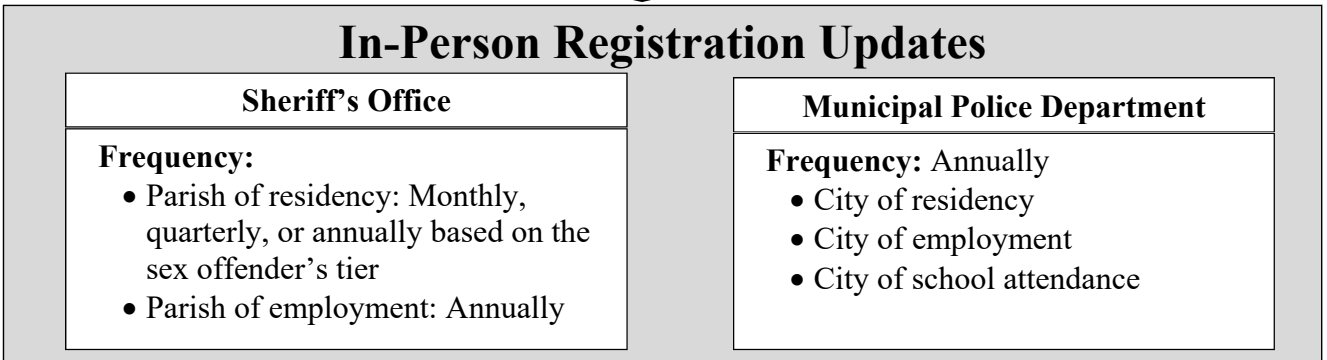 In-Person Registration Updates
Sheriff’s Office
Frequency:
• Parish of residency: Monthly,
quarterly, or annually based on the
sex offender’s tier
• Parish of employment: Annually
Municipal Police Department
Frequency: Annually
• City of residency
• City of employment
• City of school attendance